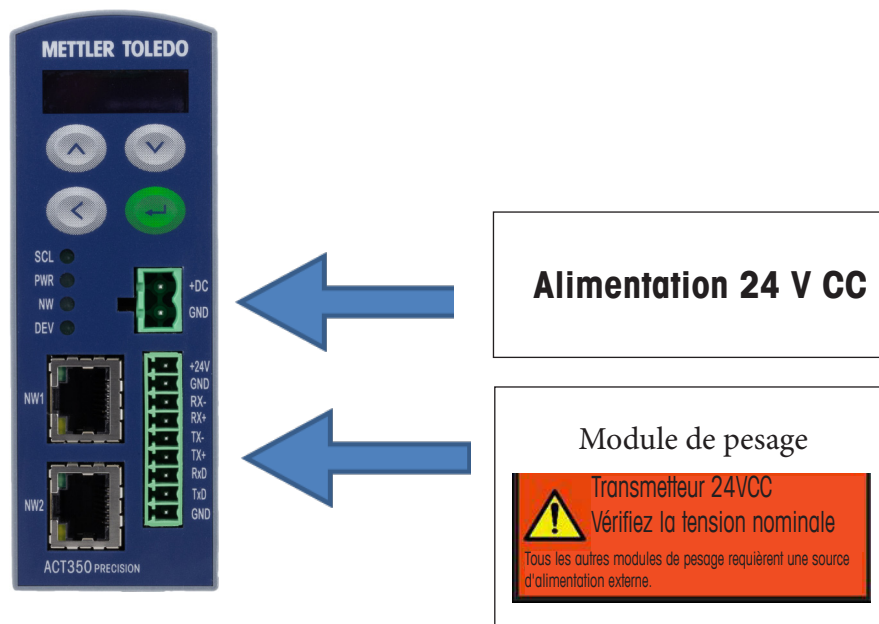 METTLER TOLEDO
SCL
PWR
NW
DEV
+DC
GND
NW1
NW2
+24V
GND
RX-
RX+
TX-
TX+
RxD
TxD
GND
ACT350 PRECISION
Alimentation 24 V CC
Module de pesage
Transmetteur 24VCC
Vérifiez la tension nominale
Tous les autres modules de pesage requièrent une source
d'alimentation externe.